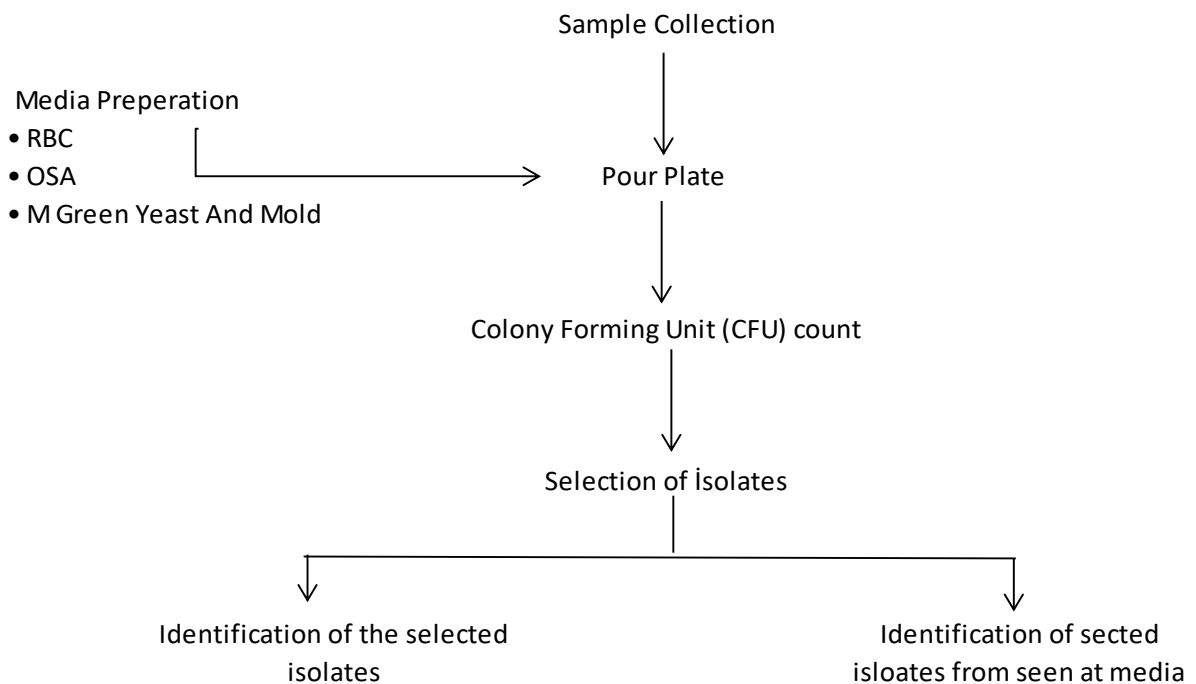 Sample Collection
Media Preperation
• RBC
• OSA
• M Green Yeast And Mold
Pour Plate
Colony Forming Unit (CFU) count
Selection of İsolates
Identification of the selected
isolates
Identification of sected
isloates from seen at media